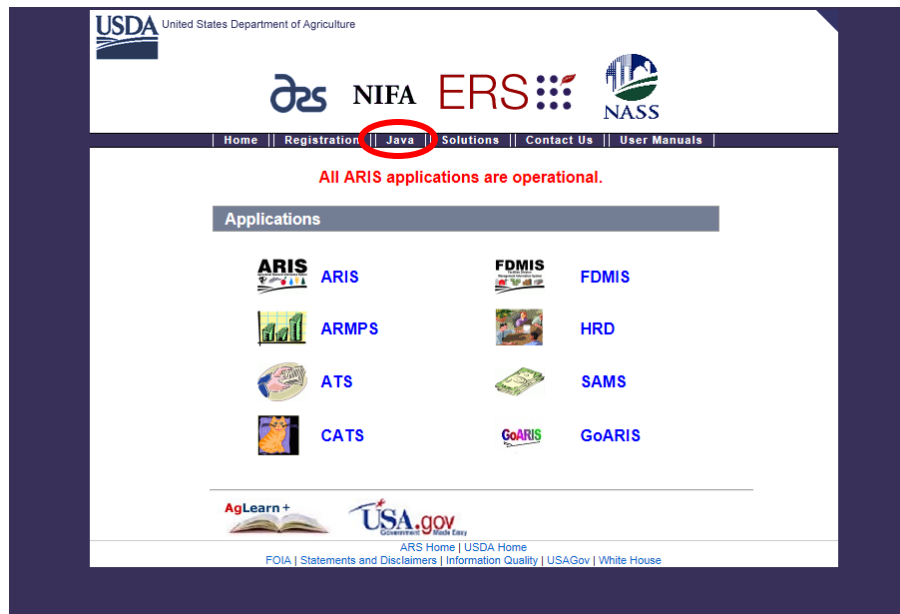 USDA United States Department of Agriculture
ars NIFA ERS NASS
| Home || Registration || Java || Solutions || Contact Us || User Manuals |
All ARIS applications are operational.
Applications
ARIS ARIS FDMIS FDMIS
ARMPS HRD
ATS SAMS
CATS GoARIS GoARIS
AgLearn+ USA.gov
Government Made Easy
ARS Home | USDA Home
FOIA | Statements and Disclaimers | Information Quality | USAGov | White House